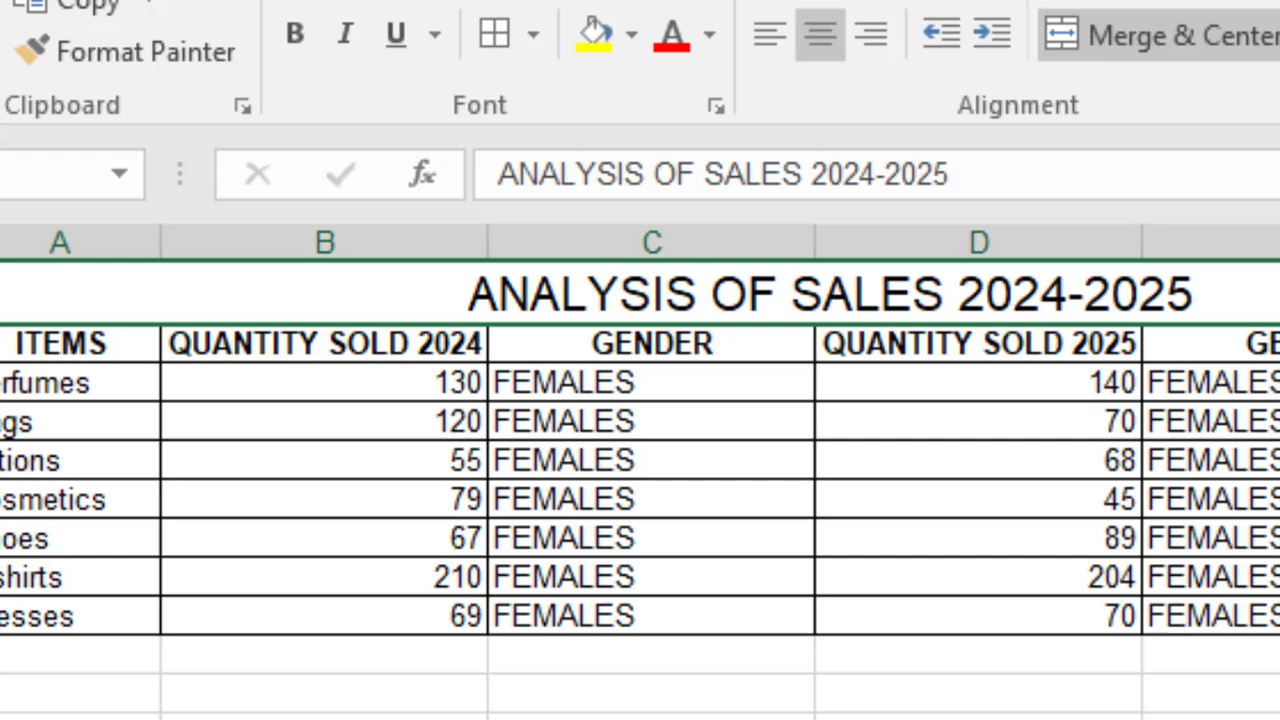 Copy
Format Painter
B I U A Merge & Center
Clipboard Font Alignment
fx ANALYSIS OF SALES 2024-2025
A B C D
ANALYSIS OF SALES 2024-2025
ITEMS QUANTITY SOLD 2024 GENDER QUANTITY SOLD 2025 GE
erfumes 130 FEMALES 140 FEMALES
gs 120 FEMALES 70 FEMALES
tions 55 FEMALES 68 FEMALES
osmetics 79 FEMALES 45 FEMALES
oes 67 FEMALES 89 FEMALES
shirts 210 FEMALES 204 FEMALES
esses 69 FEMALES 70 FEMALES